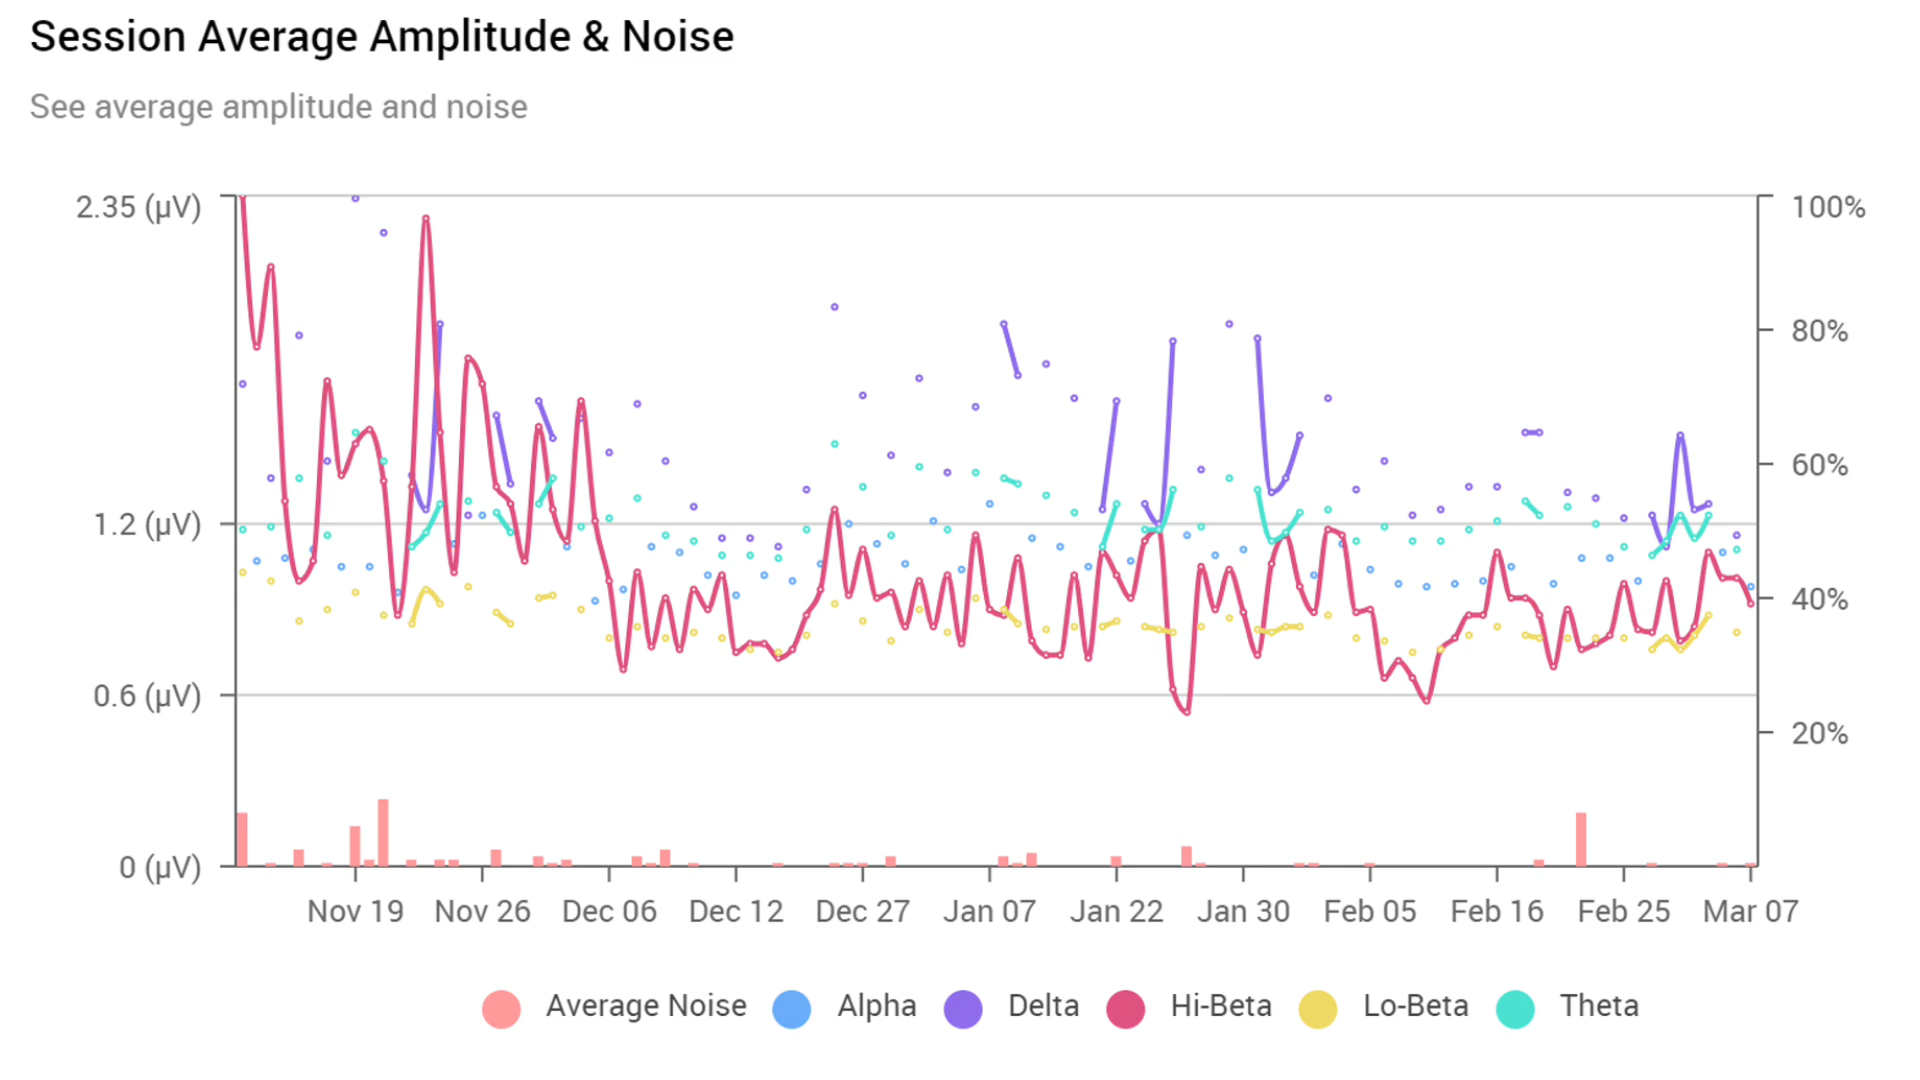 Session Average Amplitude & Noise
See average amplitude and noise
2.35 (µV)
100%
80%
60%
1.2 (µV)
40%
0.6 (µV)
20%
0 (µV)
Nov 19 Nov 26 Dec 06 Dec 12 Dec 27 Jan 07 Jan 22 Jan 30 Feb 05 Feb 16 Feb 25 Mar 07
Average Noise Alpha Delta Hi-Beta Lo-Beta Theta